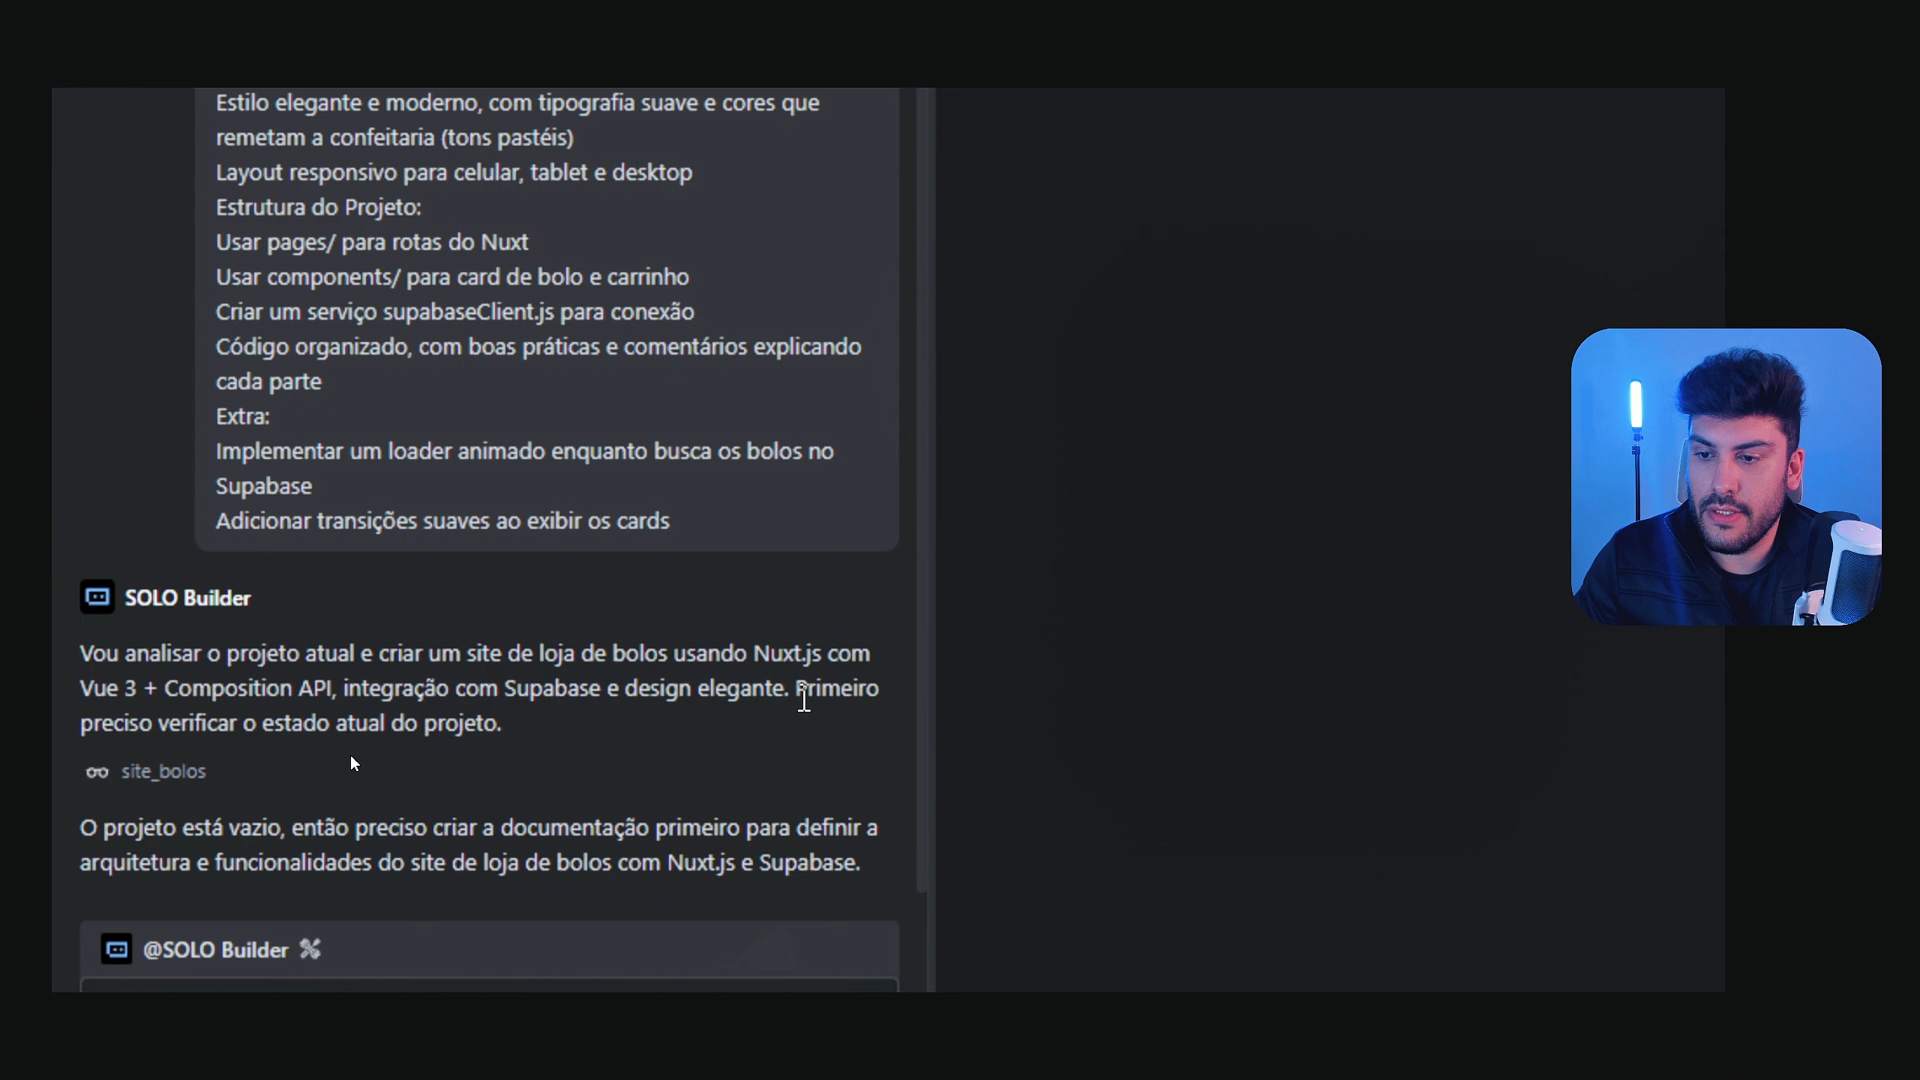 Estilo elegante e moderno, com tipografia suave e cores que
remetam a confeitaria (tons pastéis)
Layout responsivo para celular, tablet e desktop
Estrutura do Projeto:
Usar pages/ para rotas do Nuxt
Usar components/ para card de bolo e carrinho
Criar um serviço supabaseClient.js para conexão
Código organizado, com boas práticas e comentários explicando
cada parte
Extra:
Implementar um loader animado enquanto busca os bolos no
Supabase
Adicionar transições suaves ao exibir os cards
SOLO Builder
Vou analisar o projeto atual e criar um site de loja de bolos usando Nuxt.js com
Vue 3 + Composition API, integração com Supabase e design elegante. Primeiro
preciso verificar o estado atual do projeto.
site_bolos
O projeto está vazio, então preciso criar a documentação primeiro para definir a
arquitetura e funcionalidades do site de loja de bolos com Nuxt.js e Supabase.
@SOLO Builder